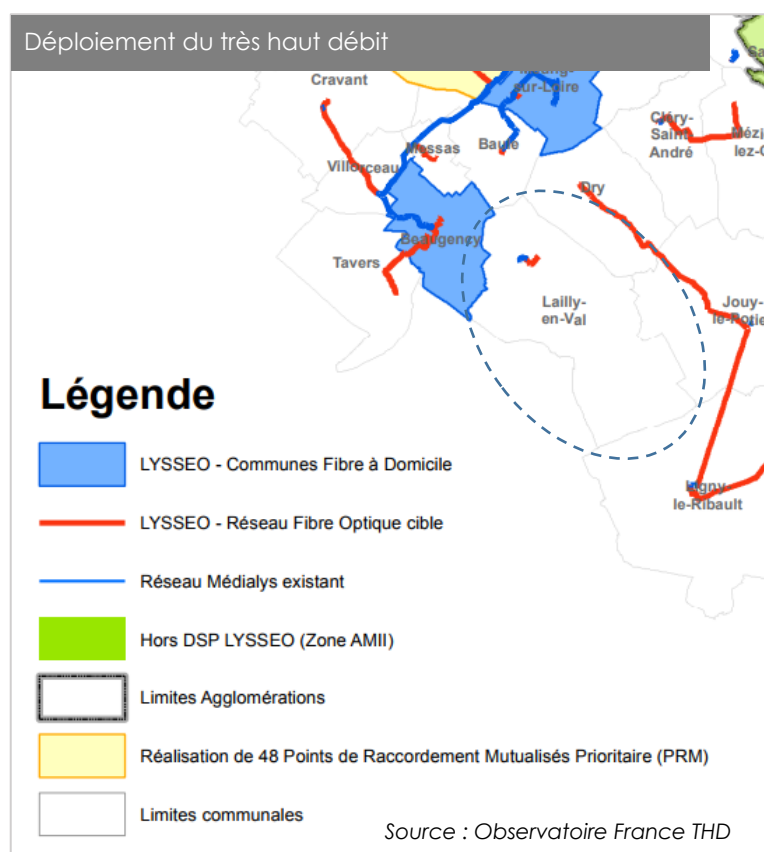 Déploiement du très haut débit
Cravant
sur-Loire
Cléry-
Saint-
André
Messas
Baule
Villorceau
Dry
Beaugency
Tavers
Lailly-
en-Val
Jouy-
Ligny-
le-Ribault
Légende
LYSSEO - Communes Fibre à Domicile
LYSSEO - Réseau Fibre Optique cible
Réseau Médialys existant
Hors DSP LYSSEO (Zone AMII)
Limites Agglomérations
Réalisation de 48 Points de Raccordement Mutualisés Prioritaire (PRM)
Limites communales
Source : Observatoire France THD